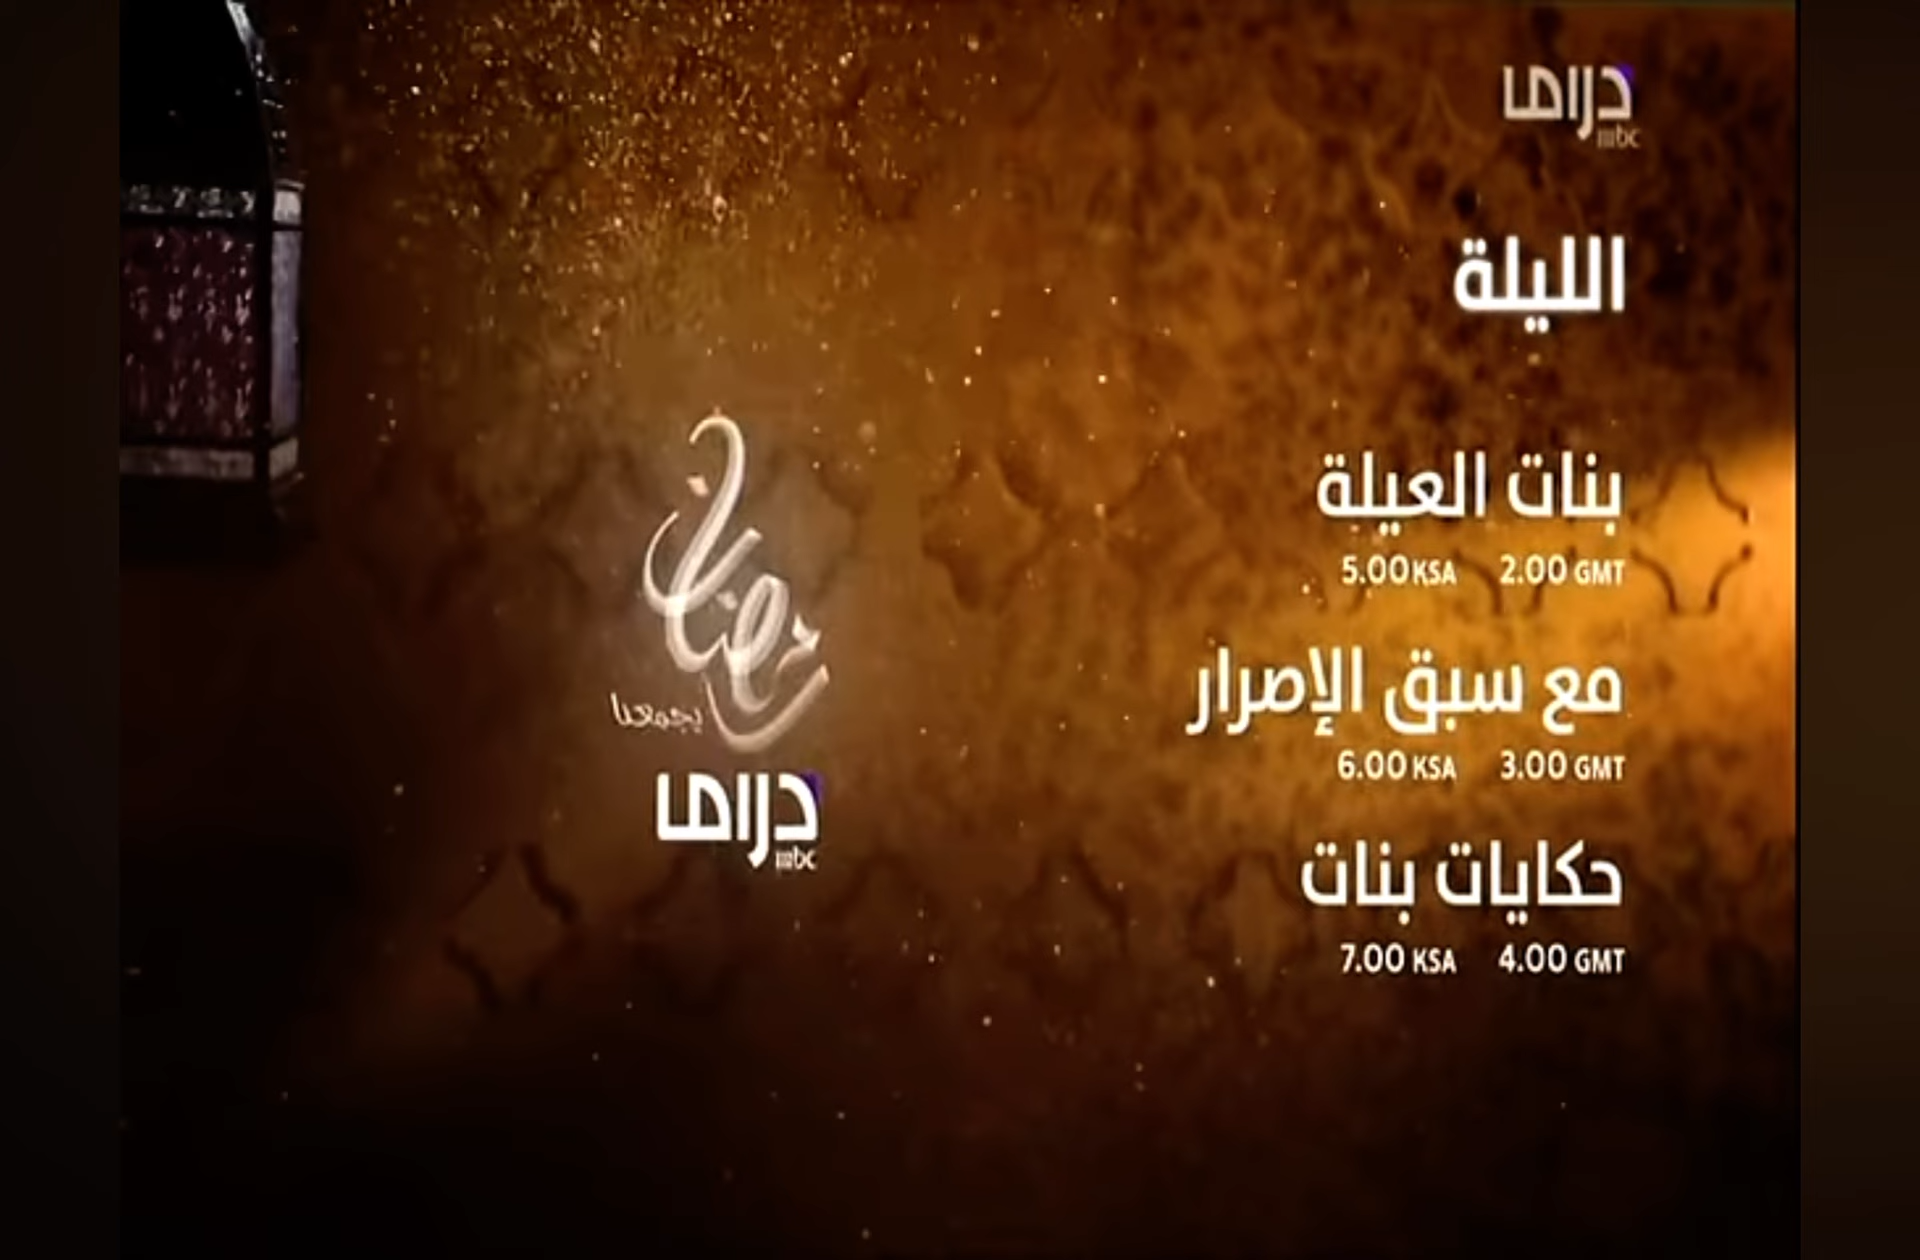 دراما
mbc
الليلة
بنات العيلة
5.00 KSA 2.00 GMT
مع سبق الإصرار
6.00 KSA 3.00 GMT
حكايات بنات
7.00 KSA 4.00 GMT
رمضان
يجمعنا
دراما
mbc